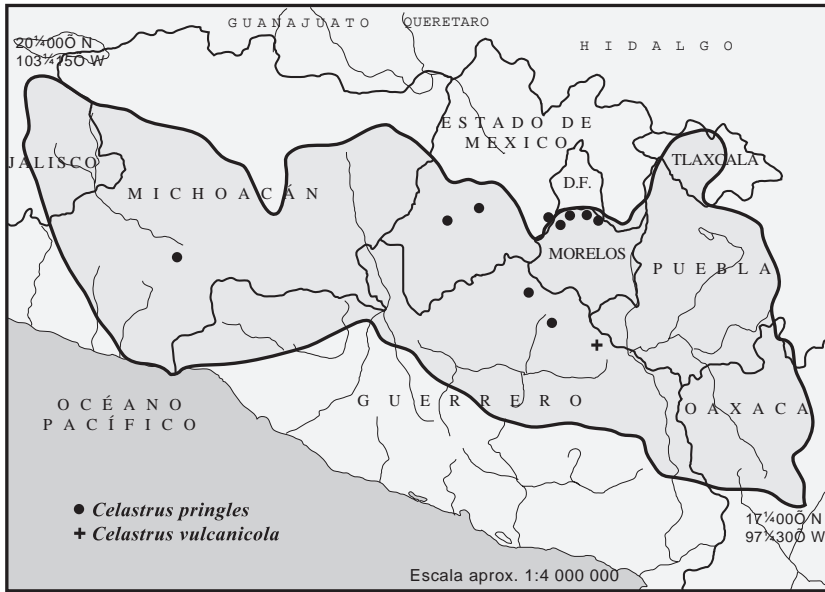 GUANAJUATO
QUERETARO
20¼00Õ N
103¼15Õ W
HIDALGO
ESTADO DE
MEXICO
JALISCO
TLAXCALA
MICHOACÁN
D.F.
MORELOS
PUEBLA
OCÉANO
PACÍFICO
GUERRERO
OAXACA
Celastrus pringles
Celastrus vulcanicola
17¼00Õ N
97¼30Õ W
Escala aprox. 1:4 000 000